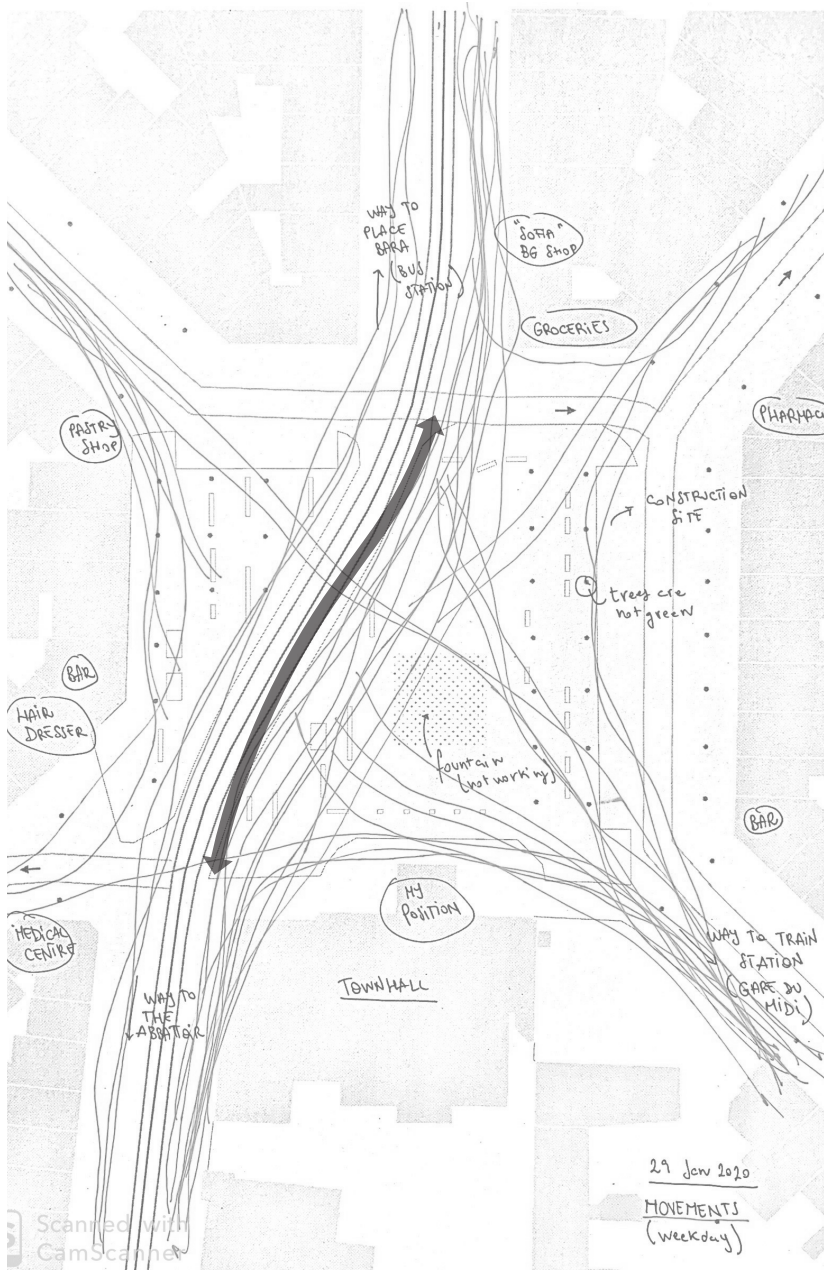 WAY TO
PLACE
BARA
(BUS
STATION)
"SOFIA"
BG SHOP
GROCERIES
PHARMAC
PASTRY
SHOP
CONSTRUCTION
SITE
trees are
not green
BAR
HAIR
DRESSER
fountain
(not working)
BAR
MY
POSITION
MEDICAL
CENTRE
WAY TO TRAIN
STATION
(GARE DU
MIDI)
TOWNHALL
WAY TO
THE
ABBATOIR
29 Jan 2020
MOVEMENTS
(weekday)
CS Scanned with
CamScanner